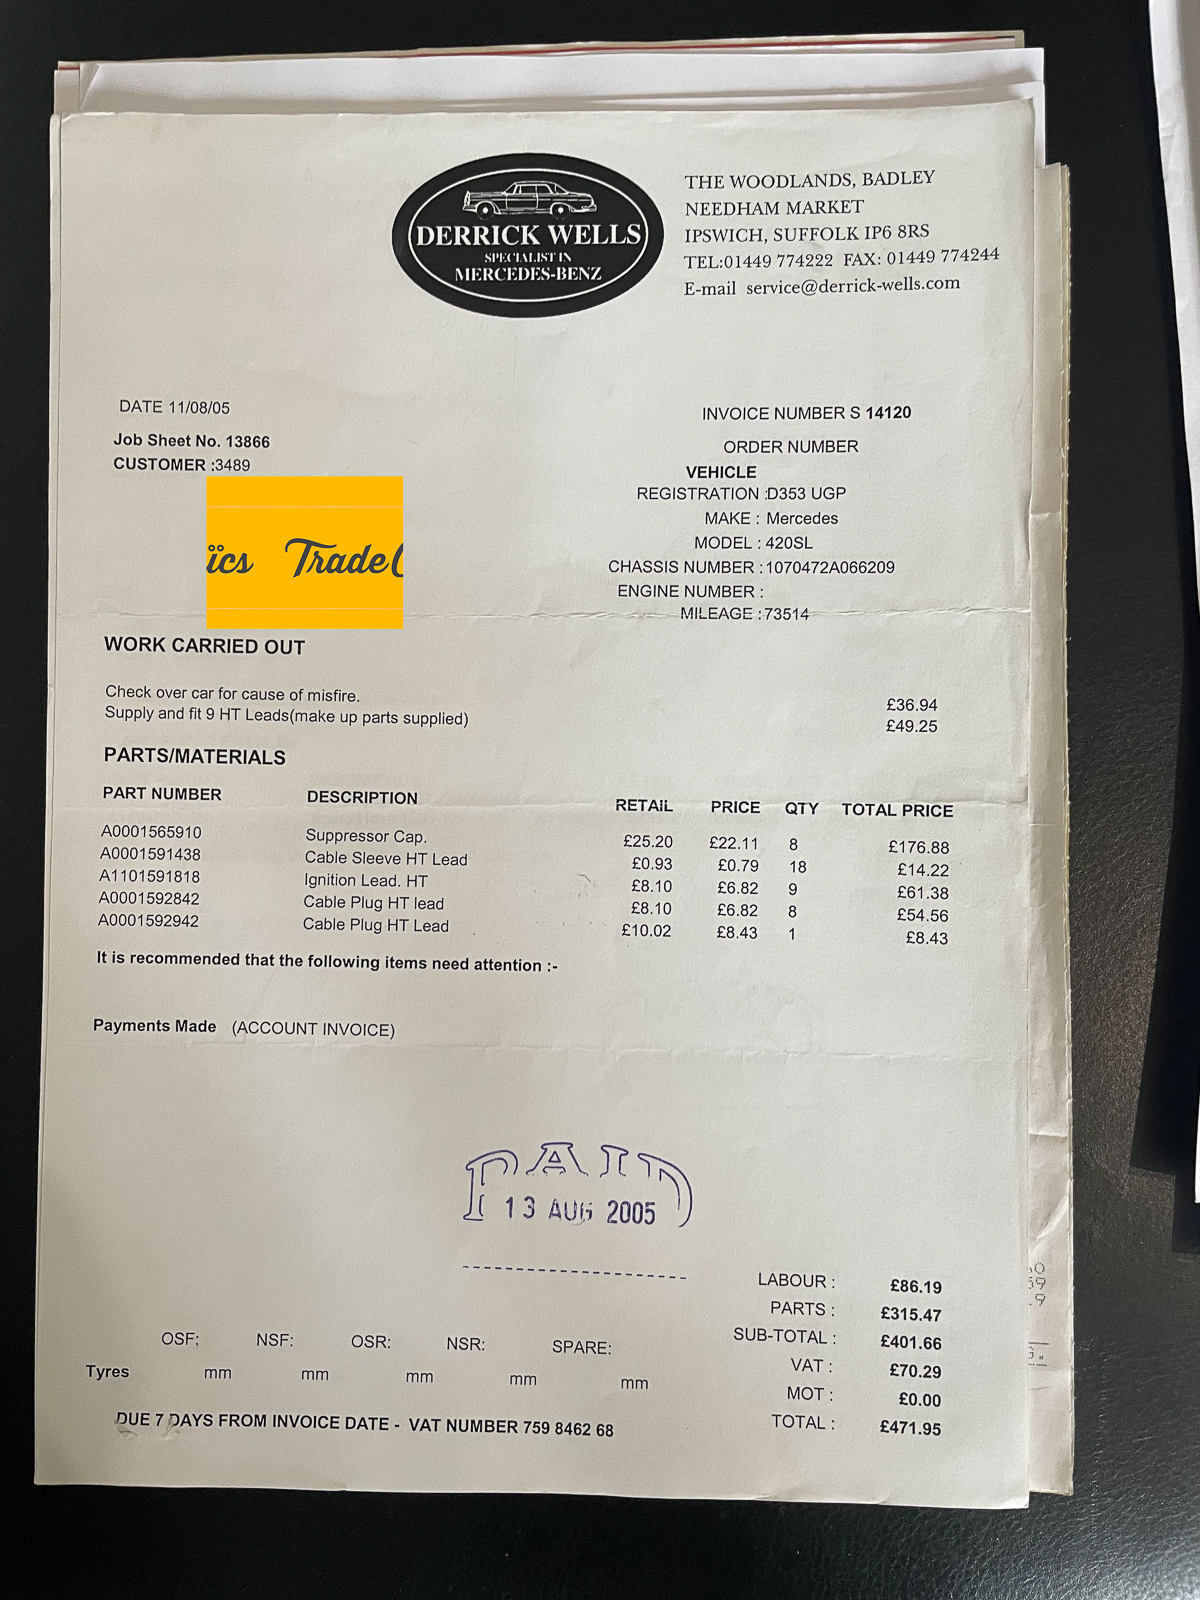 DERRICK WELLS
SPECIALIST IN
MERCEDES-BENZ
THE WOODLANDS, BADLEY
NEEDHAM MARKET
IPSWICH, SUFFOLK IP6 8RS
TEL:01449 774222 FAX: 01449 774244
E-mail service@derrick-wells.com
DATE 11/08/05
Job Sheet No. 13866
CUSTOMER :3489
ïcs Trade
INVOICE NUMBER S 14120
ORDER NUMBER
VEHICLE
REGISTRATION :D353 UGP
MAKE : Mercedes
MODEL : 420SL
CHASSIS NUMBER :1070472A066209
ENGINE NUMBER :
MILEAGE :73514
WORK CARRIED OUT
Check over car for cause of misfire. £36.94
Supply and fit 9 HT Leads(make up parts supplied) £49.25
PARTS/MATERIALS
PART NUMBER DESCRIPTION RETAIL PRICE QTY TOTAL PRICE
A0001565910 Suppressor Cap. £25.20 £22.11 8 £176.88
A0001591438 Cable Sleeve HT Lead £0.93 £0.79 18 £14.22
A1101591818 Ignition Lead. HT £8.10 £6.82 9 £61.38
A0001592842 Cable Plug HT lead £8.10 £6.82 8 £54.56
A0001592942 Cable Plug HT Lead £10.02 £8.43 1 £8.43
It is recommended that the following items need attention :-
Payments Made (ACCOUNT INVOICE)
PAID
13 AUG 2005
LABOUR : £86.19
PARTS : £315.47
SUB-TOTAL : £401.66
VAT : £70.29
MOT : £0.00
TOTAL : £471.95
OSF: NSF: OSR: NSR: SPARE:
Tyres mm mm mm mm mm
DUE 7 DAYS FROM INVOICE DATE - VAT NUMBER 759 8462 68